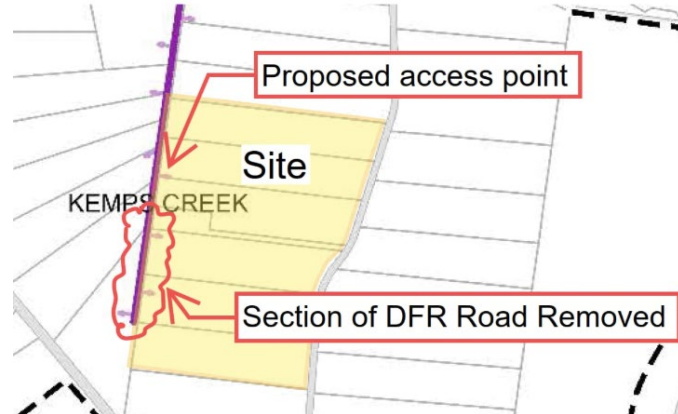 Proposed access point
Site
KEMPS CREEK
Section of DFR Road Removed